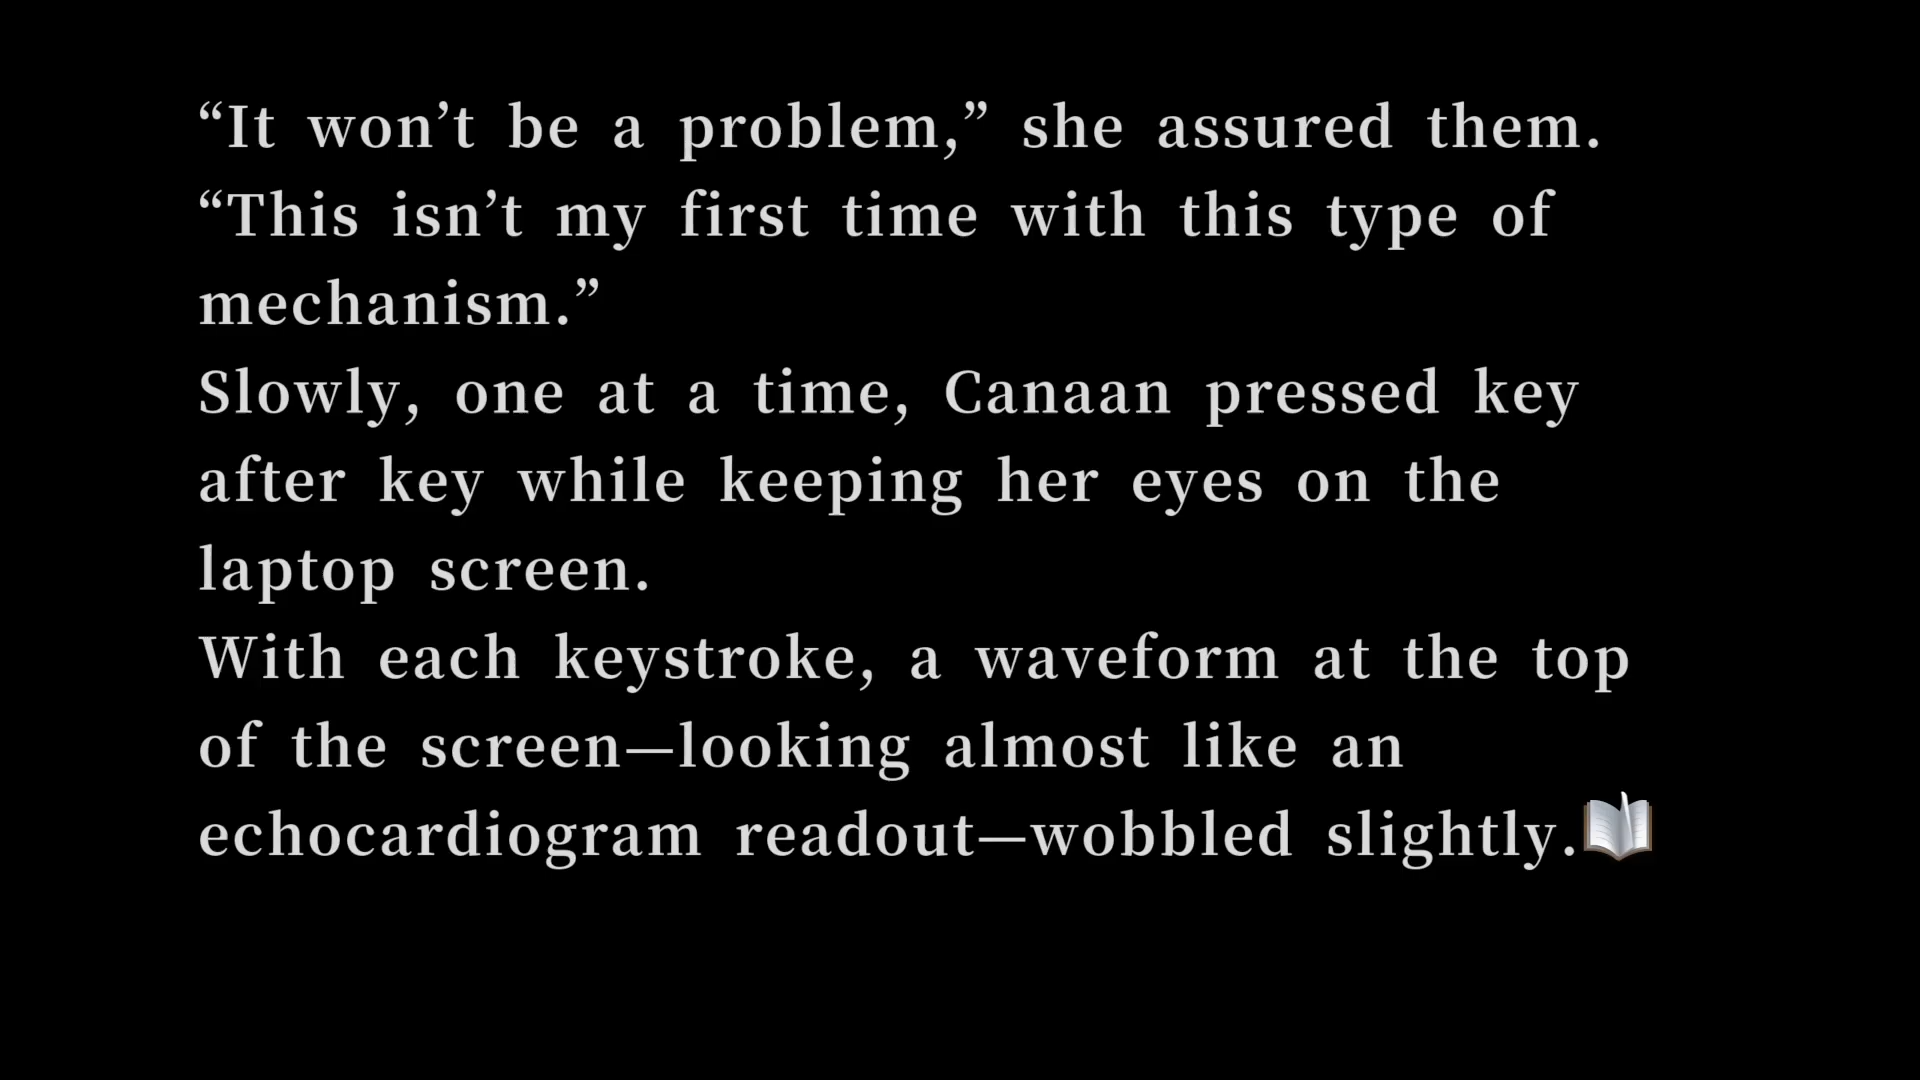 “It won’t be a problem,” she assured them.
“This isn’t my first time with this type of
mechanism.”
Slowly, one at a time, Canaan pressed key
after key while keeping her eyes on the
laptop screen.
With each keystroke, a waveform at the top
of the screen—looking almost like an
echocardiogram readout—wobbled slightly.